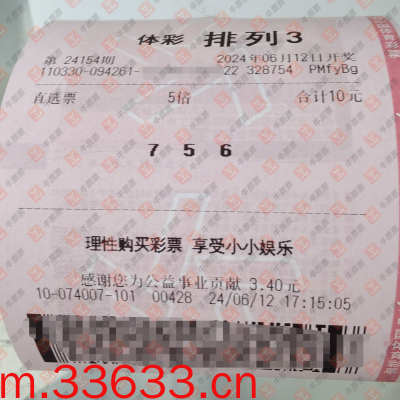 体彩 排列3
第 24154期 2024年06月12日开奖
110330-094261- 22 328754 PMfyBg
直选票 5倍 合计10元
7 5 6
理性购买彩票 享受小小娱乐
感谢您为公益事业贡献 3.40元
10-074007-101 00428 24/06/12 17:15:05
m.33633.cn